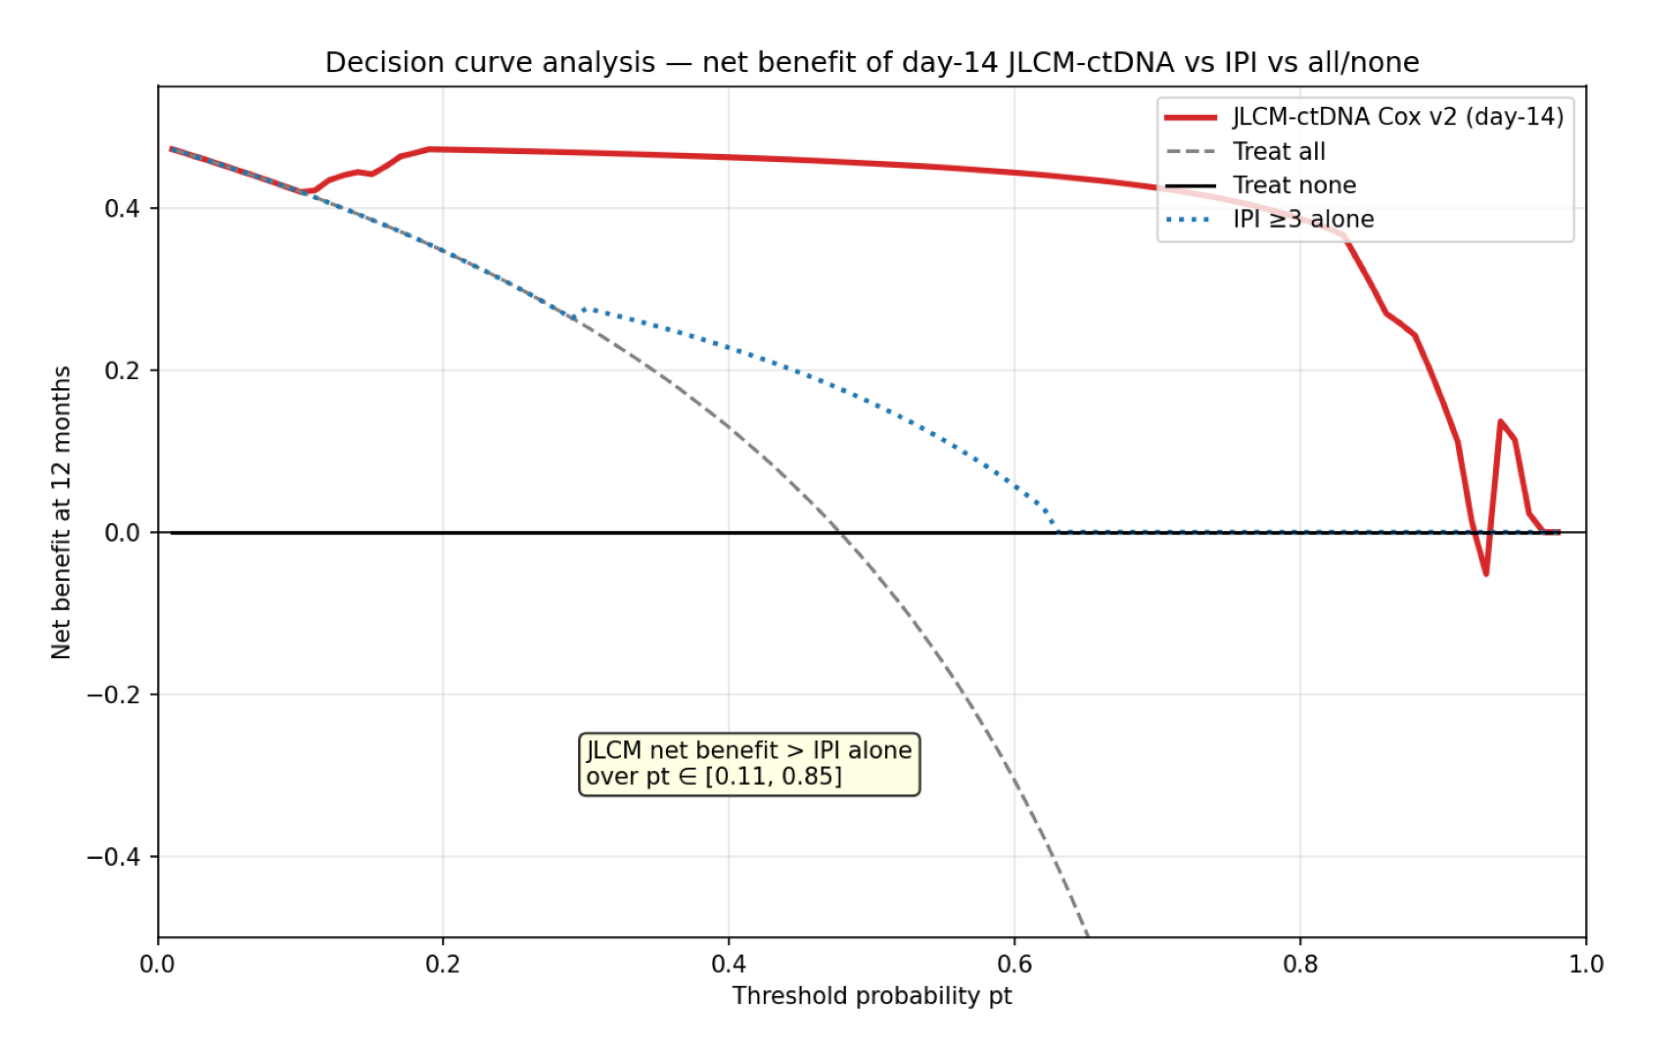 Decision curve analysis — net benefit of day-14 JLCM-ctDNA vs IPI vs all/none
JLCM-ctDNA Cox v2 (day-14)
Treat all
Treat none
IPI ≥3 alone
Net benefit at 12 months
0.4
0.2
0.0
−0.2
−0.4
JLCM net benefit > IPI alone
over pt ∈ [0.11, 0.85]
0.0 0.2 0.4 0.6 0.8 1.0
Threshold probability pt